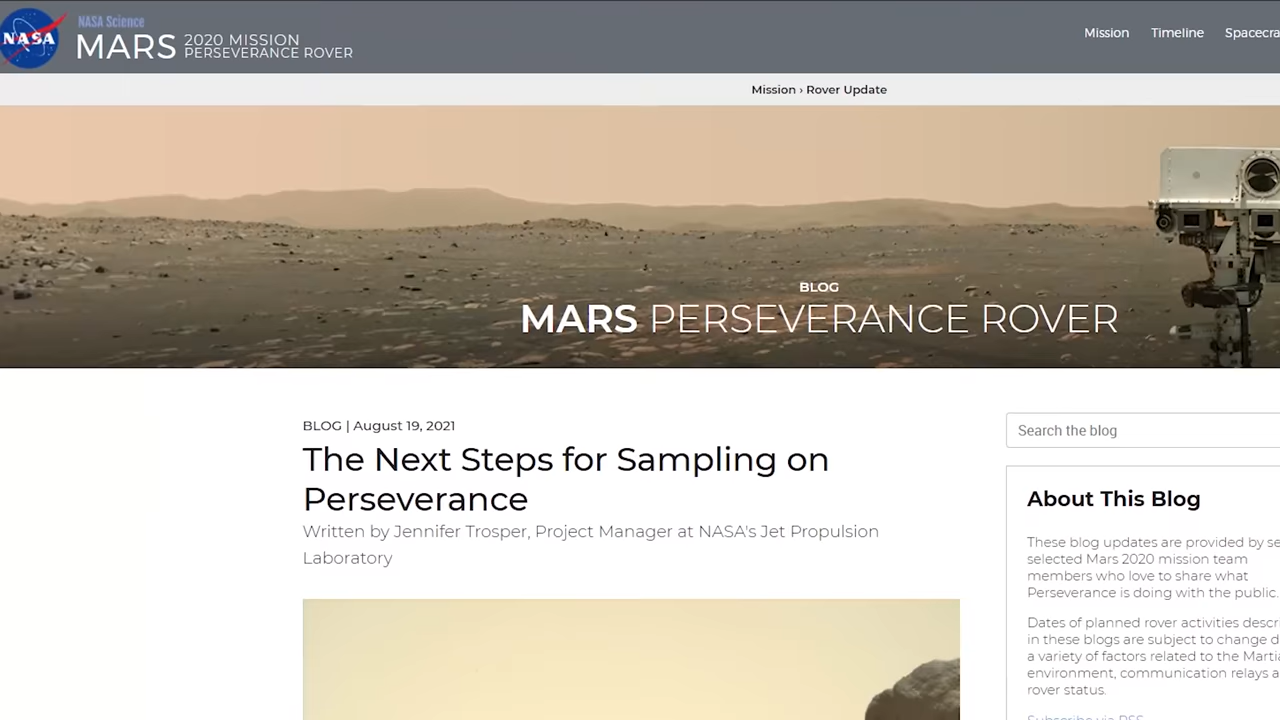 NASA
NASA Science
MARS 2020 MISSION
PERSEVERANCE ROVER
Mission Timeline
Mission › Rover Update
BLOG
MARS PERSEVERANCE ROVER
BLOG | August 19, 2021
The Next Steps for Sampling on
Perseverance
Written by Jennifer Trosper, Project Manager at NASA's Jet Propulsion
Laboratory
Search the blog
About This Blog
These blog updates are provided by
selected Mars 2020 mission team
members who love to share what
Perseverance is doing with the public.
Dates of planned rover activities
in these blogs are subject to change
a variety of factors related to the
environment, communication relays
rover status.
Subscribe via RSS